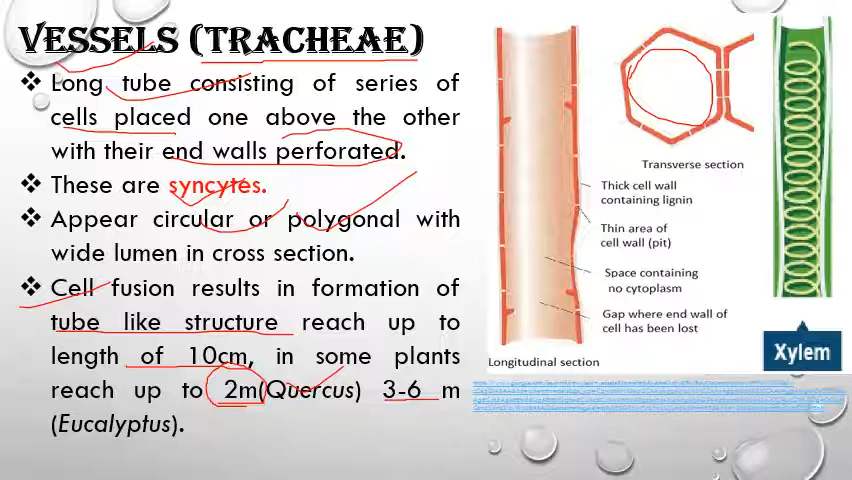 VESSELS (TRACHEAE)
❖ Long tube consisting of series of
cells placed one above the other
with their end walls perforated.
❖ These are syncytes.
❖ Appear circular or polygonal with
wide lumen in cross section.
❖ Cell fusion results in formation of
tube like structure reach up to
length of 10cm, in some plants
reach up to 2m(Quercus) 3-6 m
(Eucalyptus).
Transverse section
Thick cell wall
containing lignin
Thin area of
cell wall (pit)
Space containing
no cytoplasm
Gap where end wall of
cell has been lost
Longitudinal section
Xylem